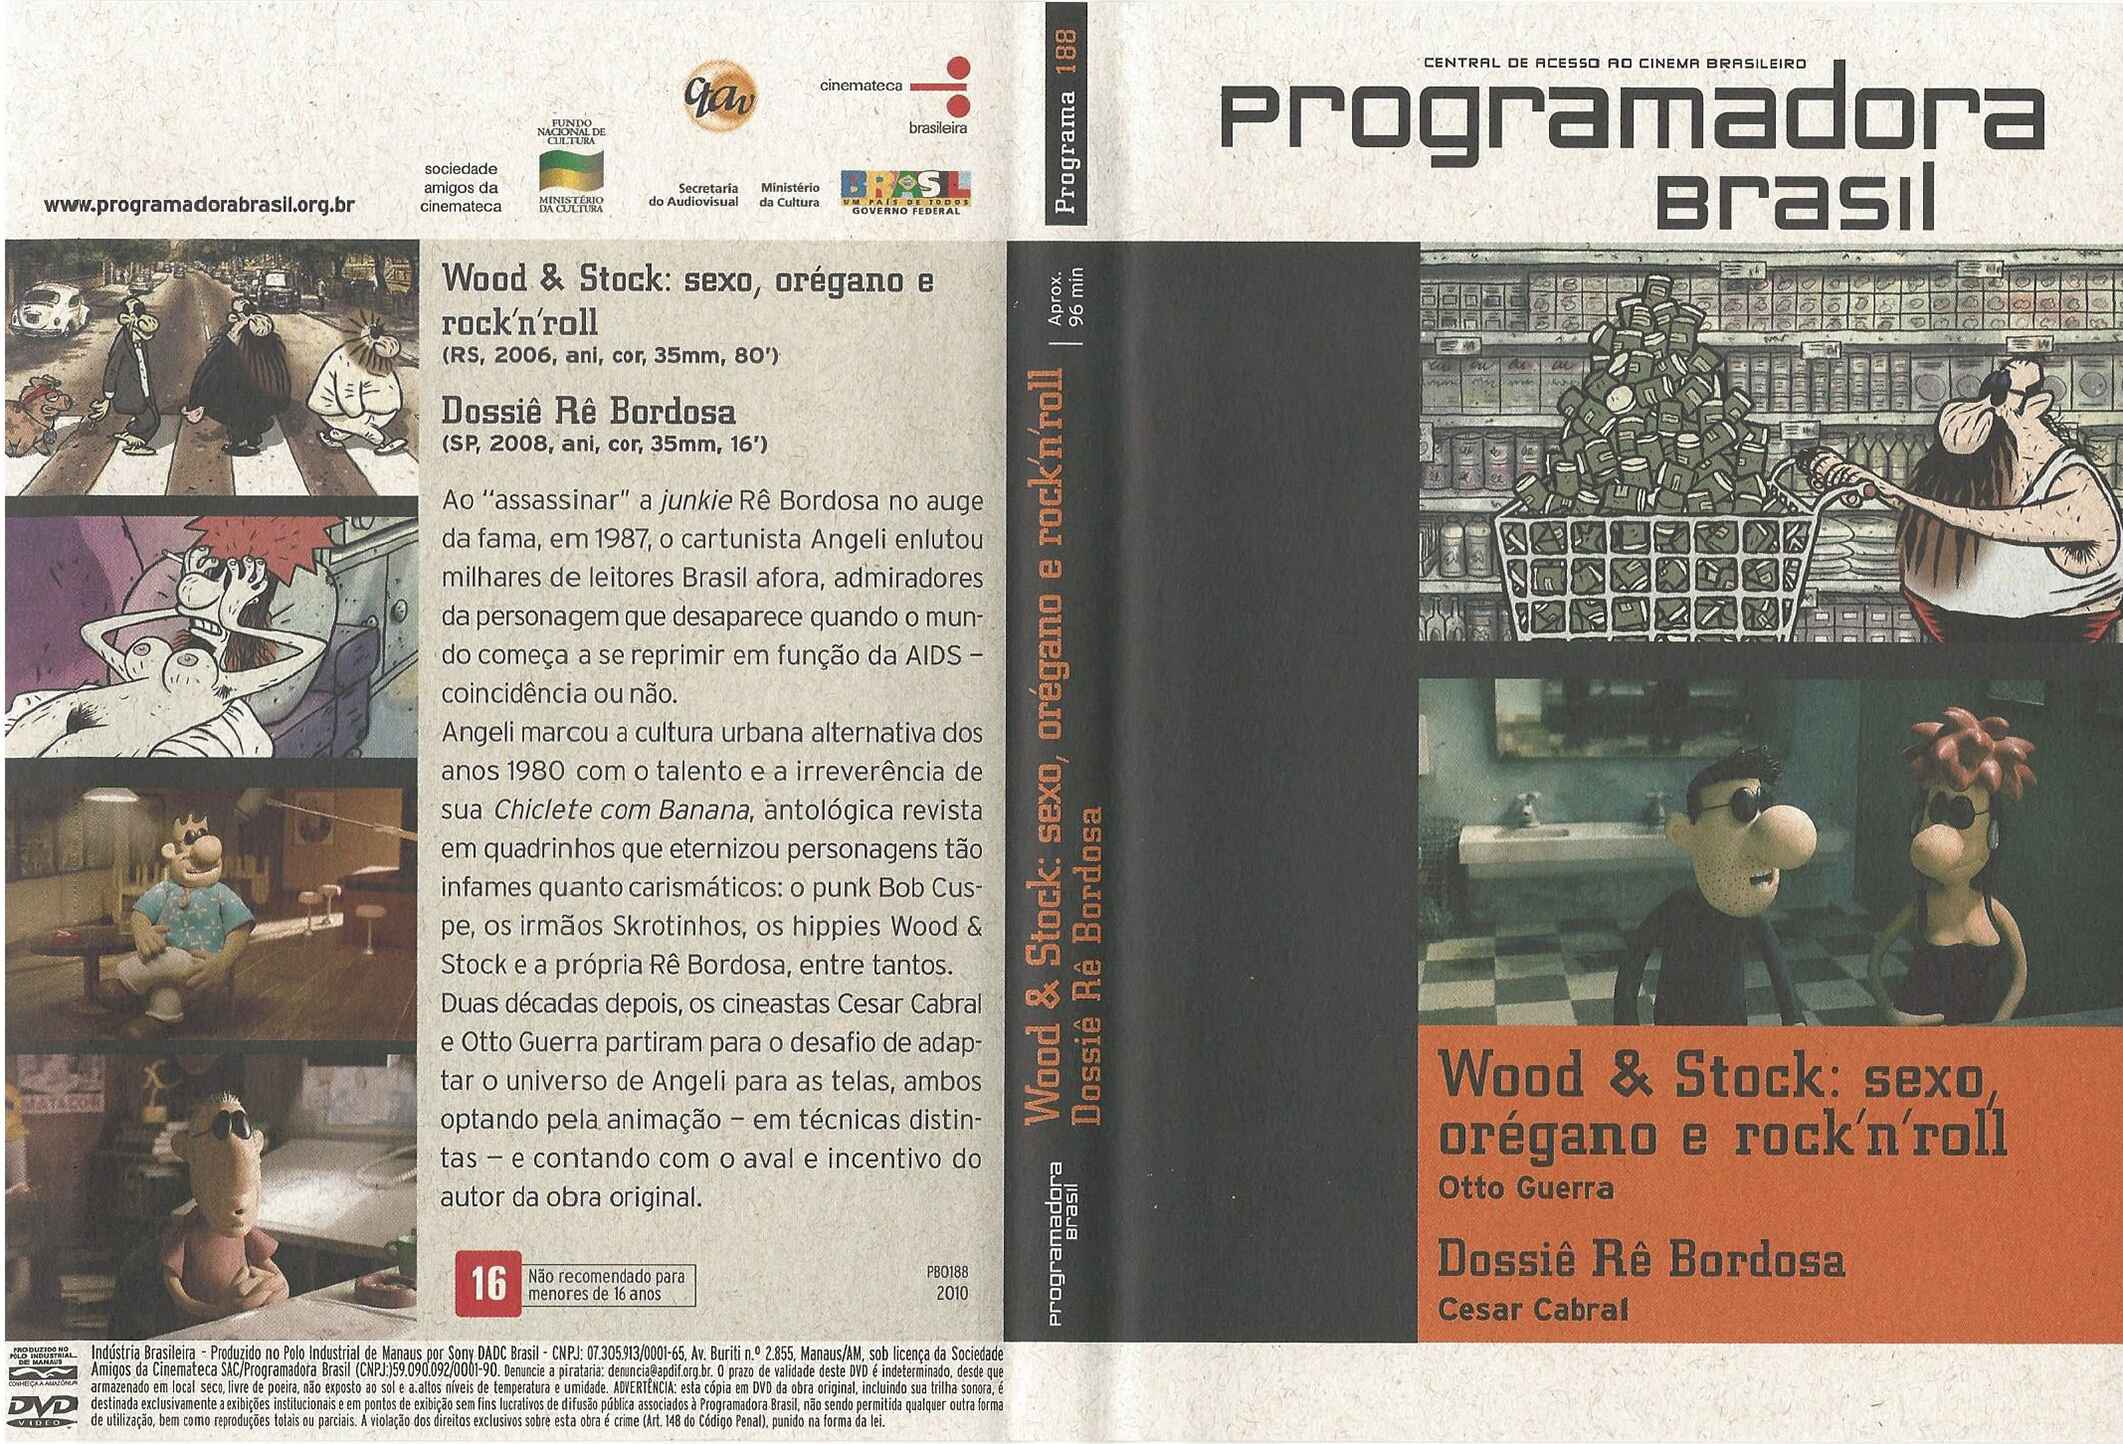 www.programadorabrasil.org.br
sociedade
amigos da
cinemateca
FUNDO
NACIONAL DE
CULTURA
MINISTÉRIO
DA CULTURA
ctav
Secretaria
do Audiovisual
Ministério
da Cultura
cinemateca
brasileira
BRASIL
UM PAÍS DE TODOS
GOVERNO FEDERAL
Wood & Stock: sexo, orégano e
rock'n'roll
(RS, 2006, ani, cor, 35mm, 80')
Dossiê Rê Bordosa
(SP, 2008, ani, cor, 35mm, 16')
Ao "assassinar" a junkie Rê Bordosa no auge
da fama, em 1987, o cartunista Angeli enlutou
milhares de leitores Brasil afora, admiradores
da personagem que desaparece quando o mun-
do começa a se reprimir em função da AIDS –
coincidência ou não.
Angeli marcou a cultura urbana alternativa dos
anos 1980 com o talento e a irreverência de
sua Chiclete com Banana, antológica revista
em quadrinhos que eternizou personagens tão
infames quanto carismáticos: o punk Bob Cus-
pe, os irmãos Skrotinhos, os hippies Wood &
Stock e a própria Rê Bordosa, entre tantos.
Duas décadas depois, os cineastas Cesar Cabral
e Otto Guerra partiram para o desafio de adap-
tar o universo de Angeli para as telas, ambos
optando pela animação – em técnicas distin-
tas – e contando com o aval e incentivo do
autor da obra original.
16
Não recomendado para
menores de 16 anos
PB0188
2010
PRODUZIDO NO
PÓLO INDUSTRIAL
DE MANAUS
CONHEÇA A AMAZÔNIA
DVD
VIDEO
Indústria Brasileira - Produzido no Polo Industrial de Manaus por Sony DADC Brasil - CNPJ: 07.305.913/0001-65, Av. Buriti n.º 2.855, Manaus/AM, sob licença da Sociedade
Amigos da Cinemateca SAC/Programadora Brasil (CNPJ:)59.090.092/0001-90. Denuncie a pirataria: denuncia@apdif.org.br. O prazo de validade deste DVD é indeterminado, desde que
armazenado em local seco, livre de poeira, não exposto ao sol e a altos níveis de temperatura e umidade. ADVERTÊNCIA: esta cópia em DVD da obra original, incluindo sua trilha sonora, é
destinada exclusivamente a exibições institucionais e em pontos de exibição sem fins lucrativos de difusão pública associados à Programadora Brasil, não sendo permitida qualquer outra forma
de utilização, bem como reproduções totais ou parciais. A violação dos direitos exclusivos sobre esta obra é crime (Art. 148 do Código Penal), punido na forma da lei.
Programa 188
Aprox.
96 min
Wood & Stock: sexo, orégano e rock'n'roll
Dossiê Rê Bordosa
Programadora
Brasil
CENTRAL DE ACESSO AO CINEMA BRASILEIRO
Programadora
Brasil
Wood & Stock: sexo,
orégano e rock'n'roll
Otto Guerra
Dossiê Rê Bordosa
Cesar Cabral